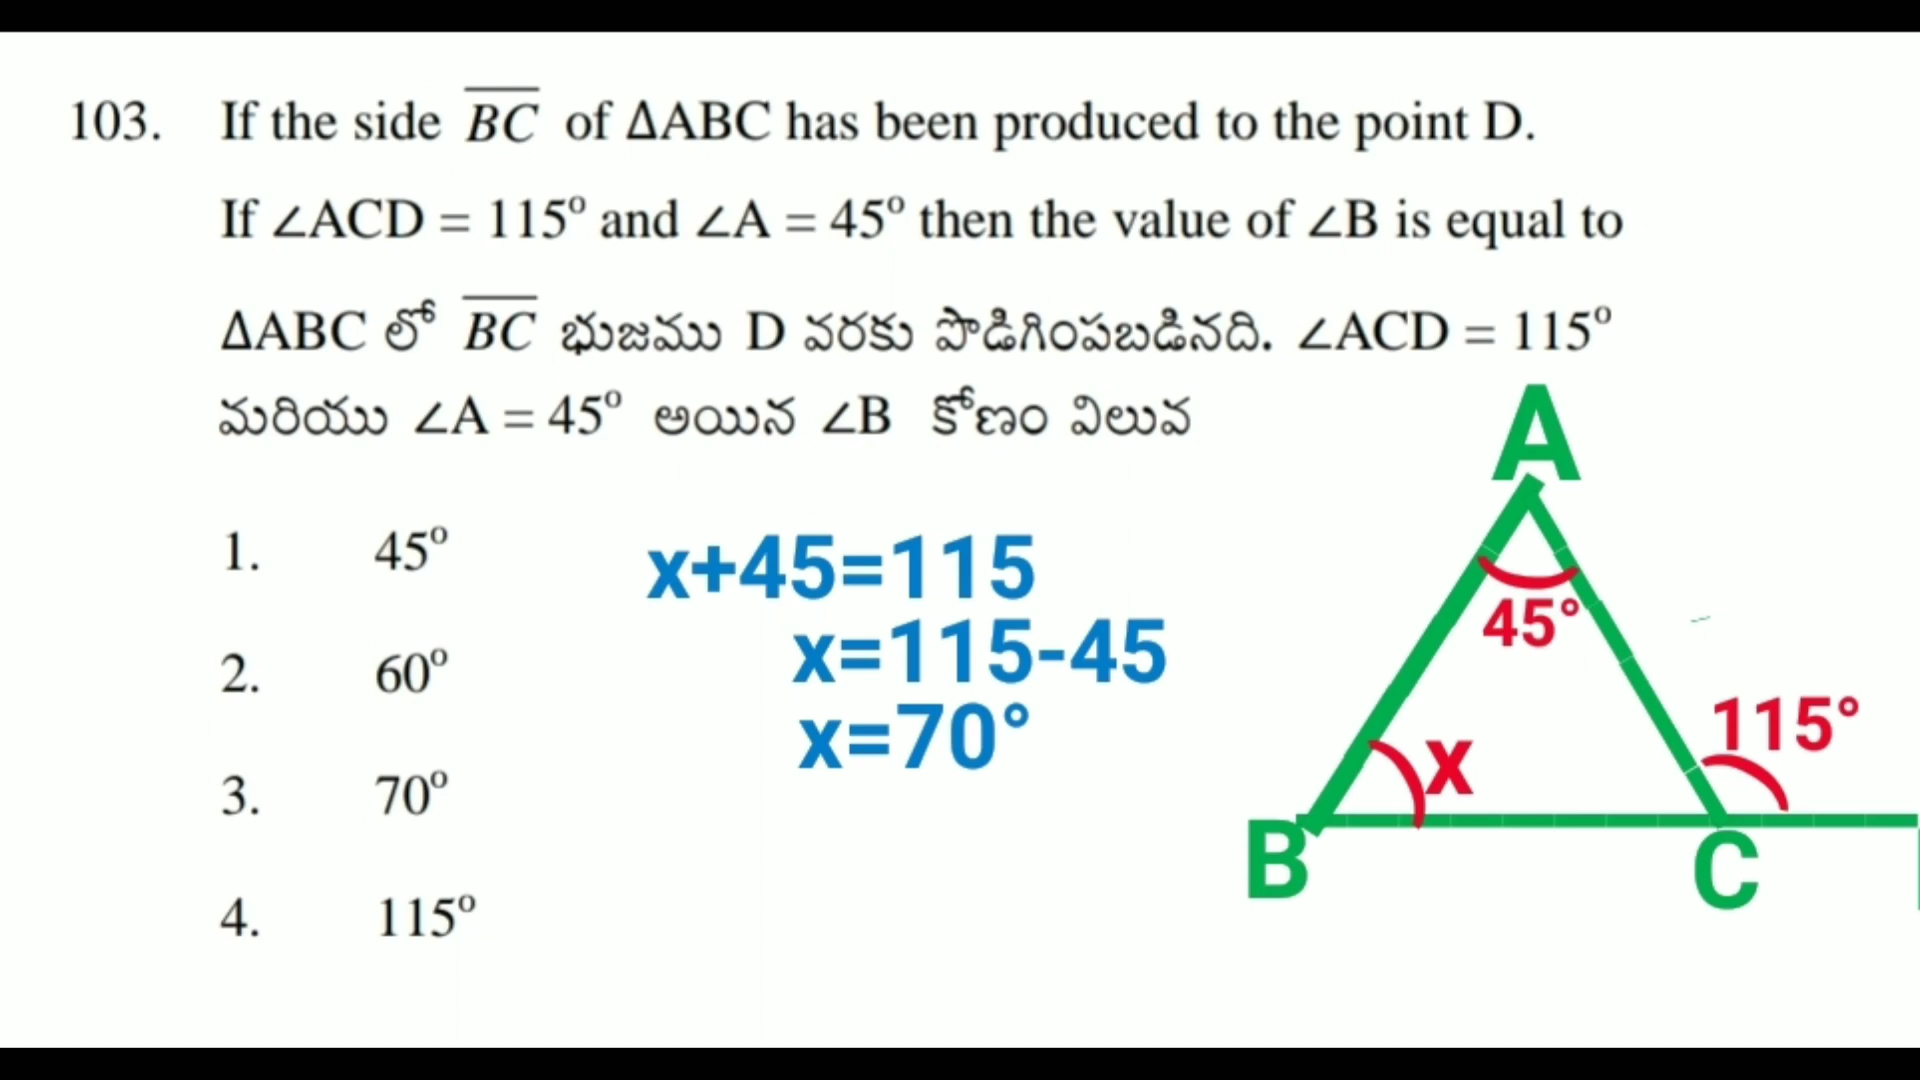 103. If the side BC of ΔABC has been produced to the point D.
If ∠ACD = 115° and ∠A = 45° then the value of ∠B is equal to
ΔABC లో BC భుజము D వరకు పొడిగింపబడినది. ∠ACD = 115°
మరియు ∠A = 45° అయిన ∠B కోణం విలువ
1. 45°
2. 60°
3. 70°
4. 115°
x+45=115
x=115-45
x=70°
A
45°
115°
x
B
C